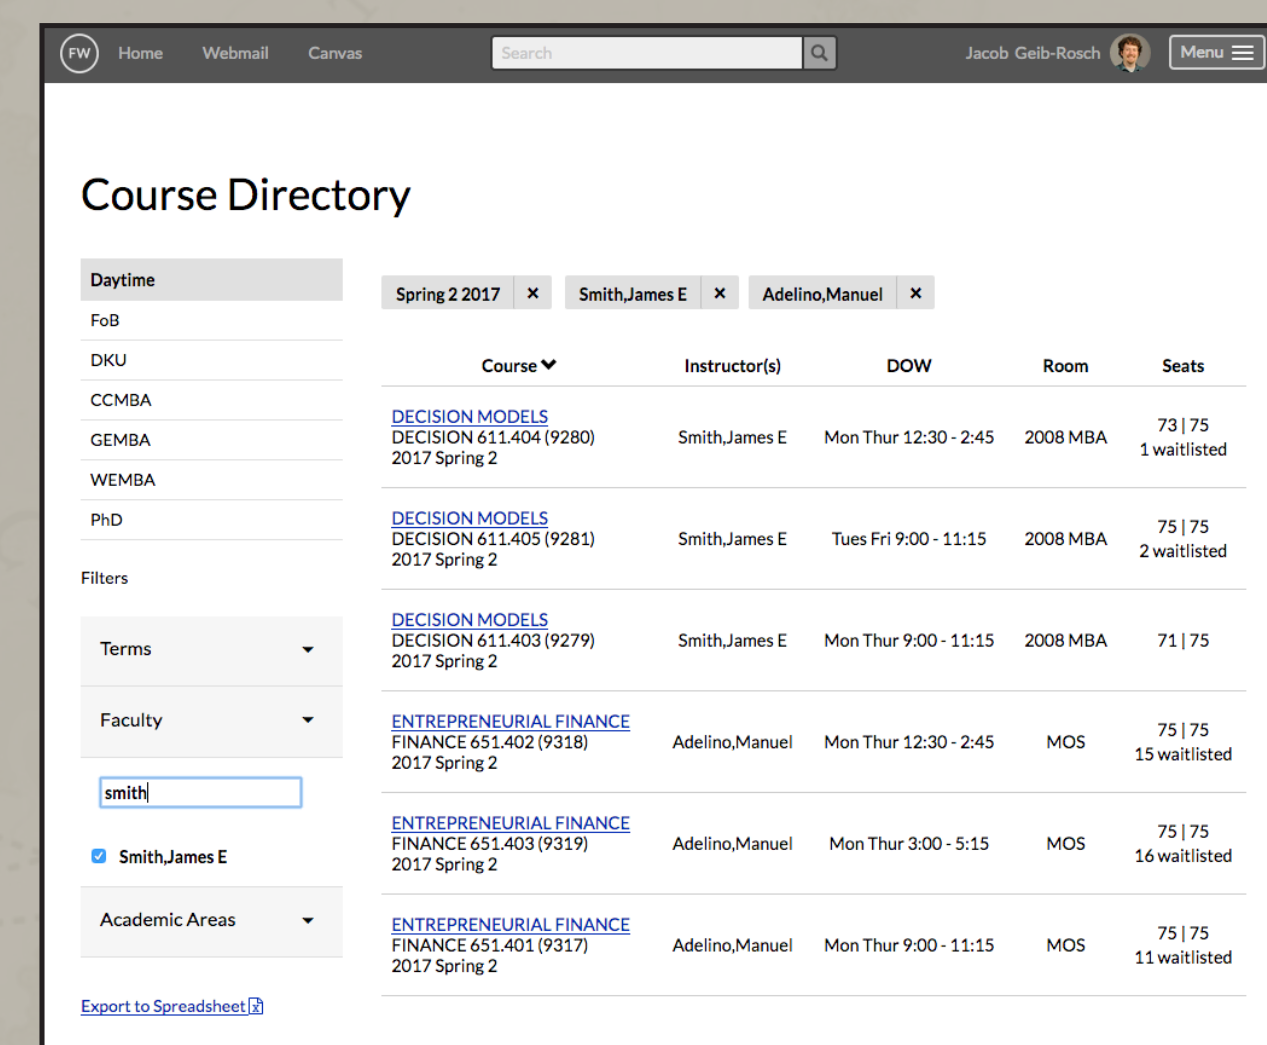 FW Home Webmail Canvas Search Jacob Geib-Rosch Menu
Course Directory
Daytime
FoB
DKU
CCMBA
GEMBA
WEMBA
PhD
Filters
Terms
Faculty
smith
Smith,James E
Academic Areas
Export to Spreadsheet
Spring 2 2017 × Smith,James E × Adelino,Manuel ×
Course Instructor(s) DOW Room Seats
DECISION MODELS
DECISION 611.404 (9280) Smith,James E Mon Thur 12:30 - 2:45 2008 MBA 73 | 75
2017 Spring 2 1 waitlisted
DECISION MODELS
DECISION 611.405 (9281) Smith,James E Tues Fri 9:00 - 11:15 2008 MBA 75 | 75
2017 Spring 2 2 waitlisted
DECISION MODELS
DECISION 611.403 (9279) Smith,James E Mon Thur 9:00 - 11:15 2008 MBA 71 | 75
2017 Spring 2
ENTREPRENEURIAL FINANCE
FINANCE 651.402 (9318) Adelino,Manuel Mon Thur 12:30 - 2:45 MOS 75 | 75
2017 Spring 2 15 waitlisted
ENTREPRENEURIAL FINANCE
FINANCE 651.403 (9319) Adelino,Manuel Mon Thur 3:00 - 5:15 MOS 75 | 75
2017 Spring 2 16 waitlisted
ENTREPRENEURIAL FINANCE
FINANCE 651.401 (9317) Adelino,Manuel Mon Thur 9:00 - 11:15 MOS 75 | 75
2017 Spring 2 11 waitlisted